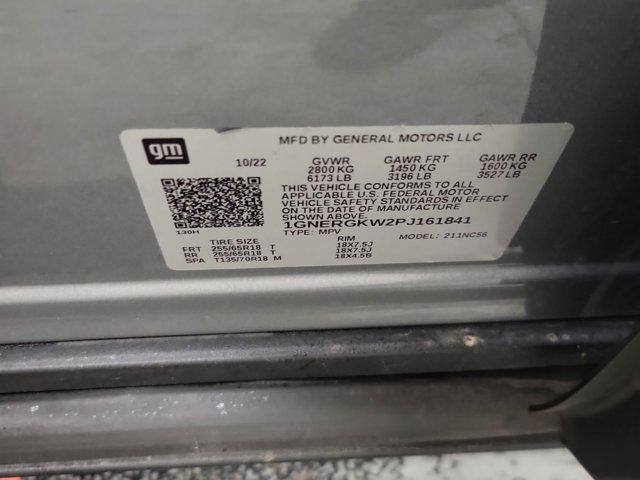 gm
MFD BY GENERAL MOTORS LLC
10/22 GVWR GAWR FRT GAWR RR
2800 KG 1450 KG 1600 KG
6173 LB 3196 LB 3527 LB
THIS VEHICLE CONFORMS TO ALL
APPLICABLE U.S. FEDERAL MOTOR
VEHICLE SAFETY STANDARDS IN EFFECT
ON THE DATE OF MANUFACTURE
SHOWN ABOVE.
1GNERGKW2PJ161841
130H
TYPE: MPV MODEL: 211NC56
TIRE SIZE RIM
FRT 255/65R18 T 18X7.5J
RR 255/65R18 T 18X7.5J
SPA T135/70R18 M 18X4.5B